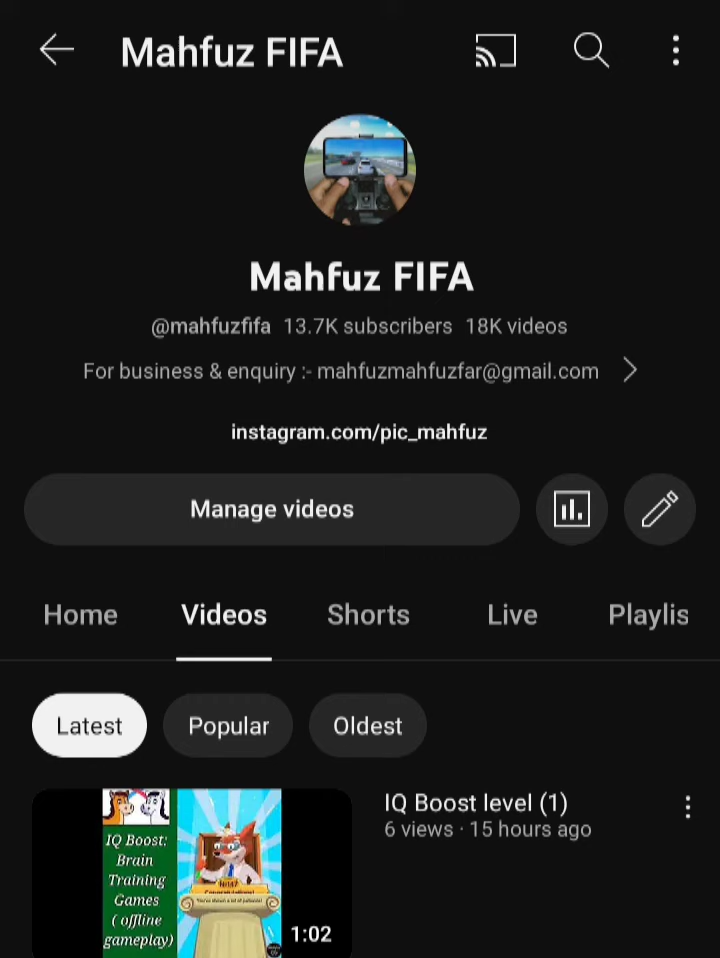 Mahfuz FIFA
Mahfuz FIFA
@mahfuzfifa 13.7K subscribers 18K videos
For business & enquiry :- mahfuzmahfuzfar@gmail.com
instagram.com/pic_mahfuz
Manage videos
Home Videos Shorts Live Playlis
Latest Popular Oldest
IQ Boost:
Brain
Training
Games
( offline
gameplay)
1:02
IQ Boost level (1)
6 views · 15 hours ago